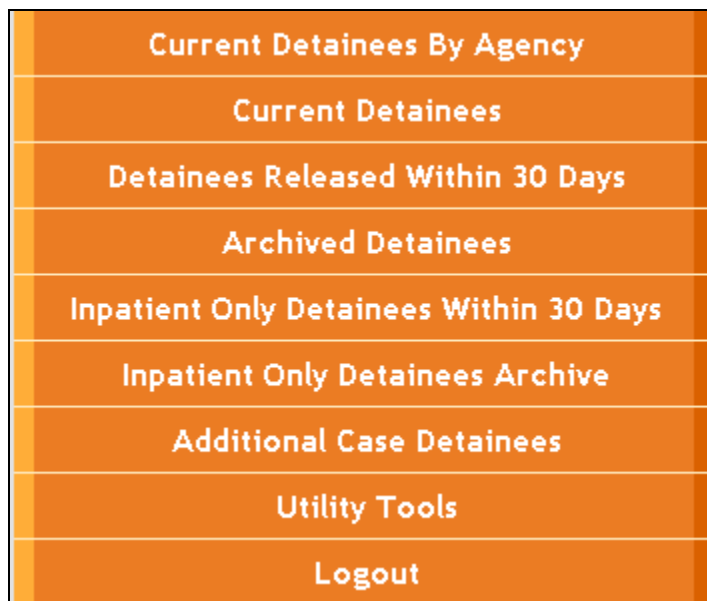 Current Detainees By Agency
Current Detainees
Detainees Released Within 30 Days
Archived Detainees
Inpatient Only Detainees Within 30 Days
Inpatient Only Detainees Archive
Additional Case Detainees
Utility Tools
Logout